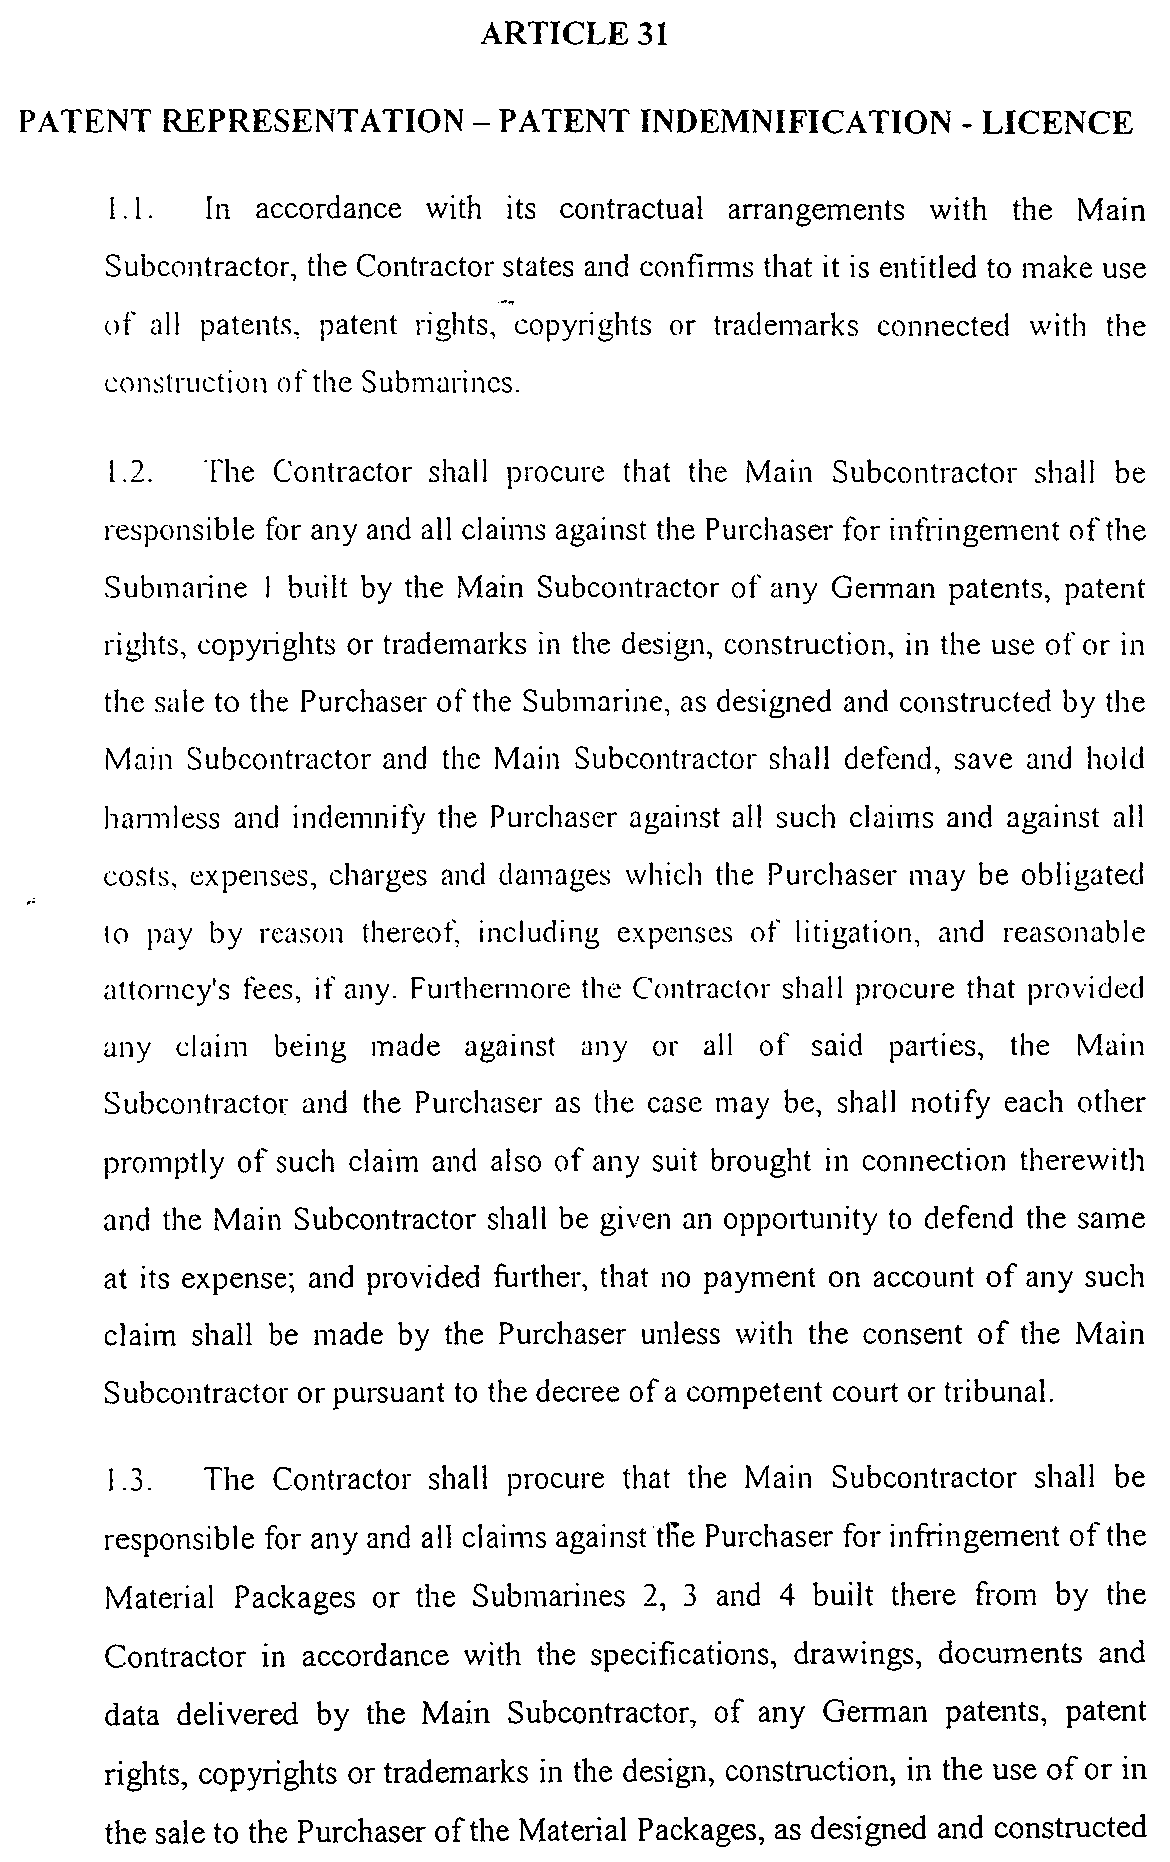 ARTICLE 31
PATENT REPRESENTATION – PATENT INDEMNIFICATION - LICENCE
1.1. In accordance with its contractual arrangements with the Main
Subcontractor, the Contractor states and confirms that it is entitled to make use
of all patents, patent rights, copyrights or trademarks connected with the
construction of the Submarines.
1.2. The Contractor shall procure that the Main Subcontractor shall be
responsible for any and all claims against the Purchaser for infringement of the
Submarine 1 built by the Main Subcontractor of any German patents, patent
rights, copyrights or trademarks in the design, construction, in the use of or in
the sale to the Purchaser of the Submarine, as designed and constructed by the
Main Subcontractor and the Main Subcontractor shall defend, save and hold
harmless and indemnify the Purchaser against all such claims and against all
costs, expenses, charges and damages which the Purchaser may be obligated
to pay by reason thereof, including expenses of litigation, and reasonable
attorney's fees, if any. Furthermore the Contractor shall procure that provided
any claim being made against any or all of said parties, the Main
Subcontractor and the Purchaser as the case may be, shall notify each other
promptly of such claim and also of any suit brought in connection therewith
and the Main Subcontractor shall be given an opportunity to defend the same
at its expense; and provided further, that no payment on account of any such
claim shall be made by the Purchaser unless with the consent of the Main
Subcontractor or pursuant to the decree of a competent court or tribunal.
1.3. The Contractor shall procure that the Main Subcontractor shall be
responsible for any and all claims against the Purchaser for infringement of the
Material Packages or the Submarines 2, 3 and 4 built there from by the
Contractor in accordance with the specifications, drawings, documents and
data delivered by the Main Subcontractor, of any German patents, patent
rights, copyrights or trademarks in the design, construction, in the use of or in
the sale to the Purchaser of the Material Packages, as designed and constructed